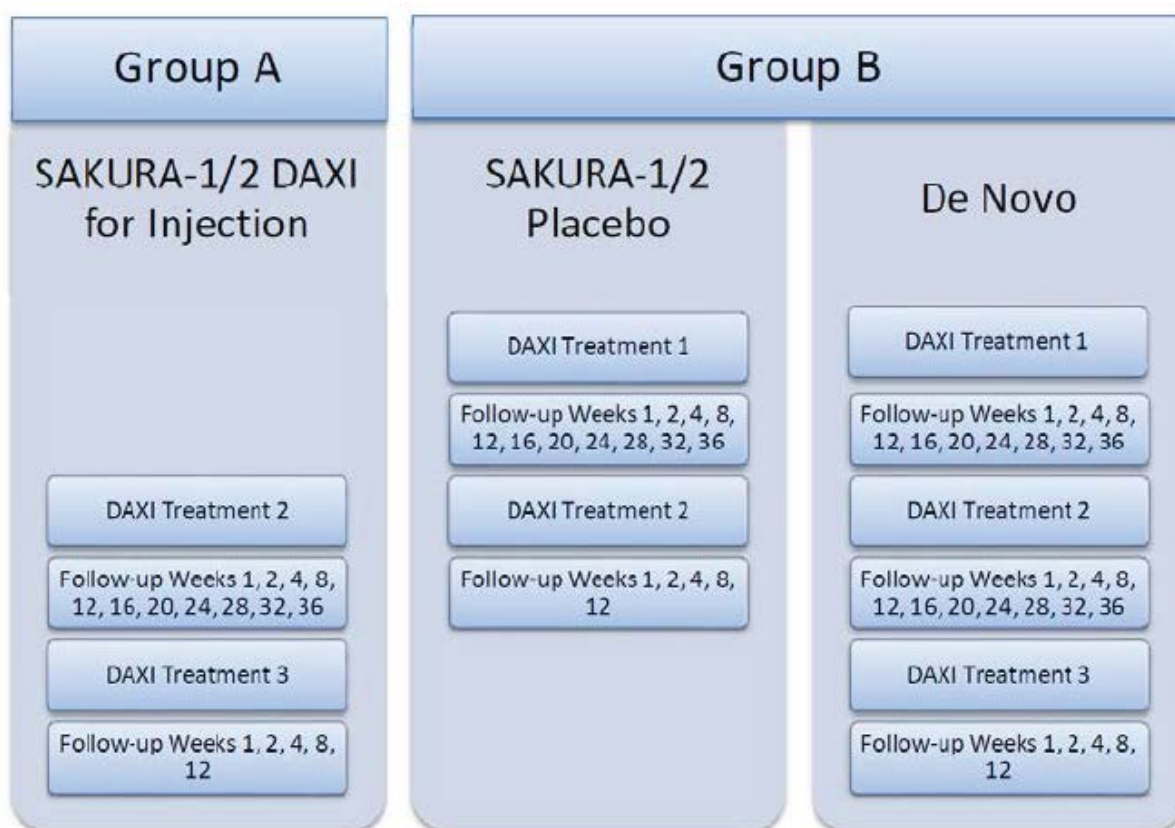 Group A
SAKURA-1/2 DAXI
for Injection
DAXI Treatment 2
Follow-up Weeks 1, 2, 4, 8,
12, 16, 20, 24, 28, 32, 36
DAXI Treatment 3
Follow-up Weeks 1, 2, 4, 8,
12
Group B
SAKURA-1/2
Placebo
DAXI Treatment 1
Follow-up Weeks 1, 2, 4, 8,
12, 16, 20, 24, 28, 32, 36
DAXI Treatment 2
Follow-up Weeks 1, 2, 4, 8,
12
De Novo
DAXI Treatment 1
Follow-up Weeks 1, 2, 4, 8,
12, 16, 20, 24, 28, 32, 36
DAXI Treatment 2
Follow-up Weeks 1, 2, 4, 8,
12, 16, 20, 24, 28, 32, 36
DAXI Treatment 3
Follow-up Weeks 1, 2, 4, 8,
12